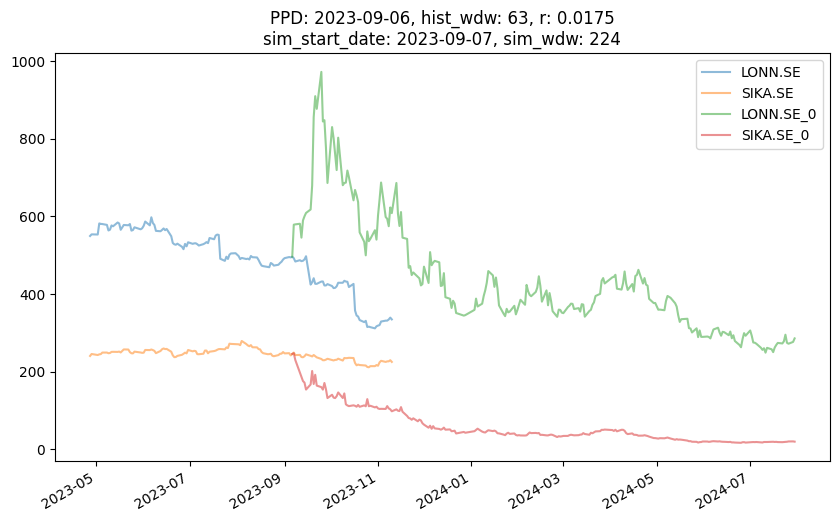 PPD: 2023-09-06, hist_wdw: 63, r: 0.0175
sim_start_date: 2023-09-07, sim_wdw: 224
1000
800
600
400
200
0
LONN.SE
SIKA.SE
LONN.SE_0
SIKA.SE_0
2023-05
2023-07
2023-09
2023-11
2024-01
2024-03
2024-05
2024-07